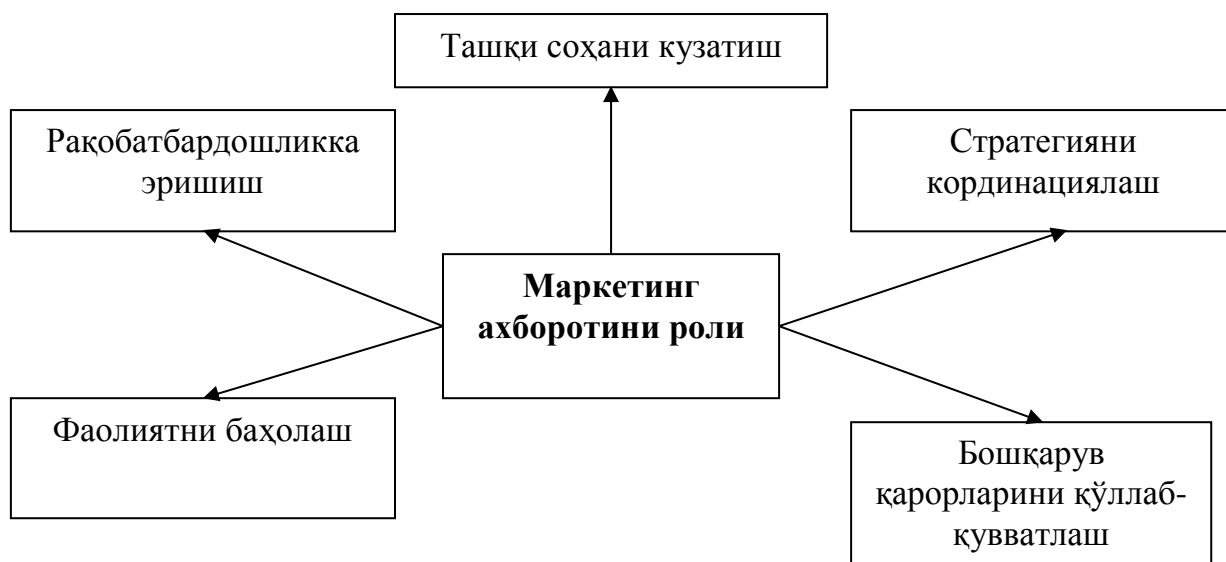 Ташқи соҳани кузатиш
Рақобатбардошликка
эришиш
Стратегияни
кординациялаш
Маркетинг
ахборотини роли
Фаолиятни баҳолаш
Бошқарув
қарорларини қўллаб-
қувватлаш